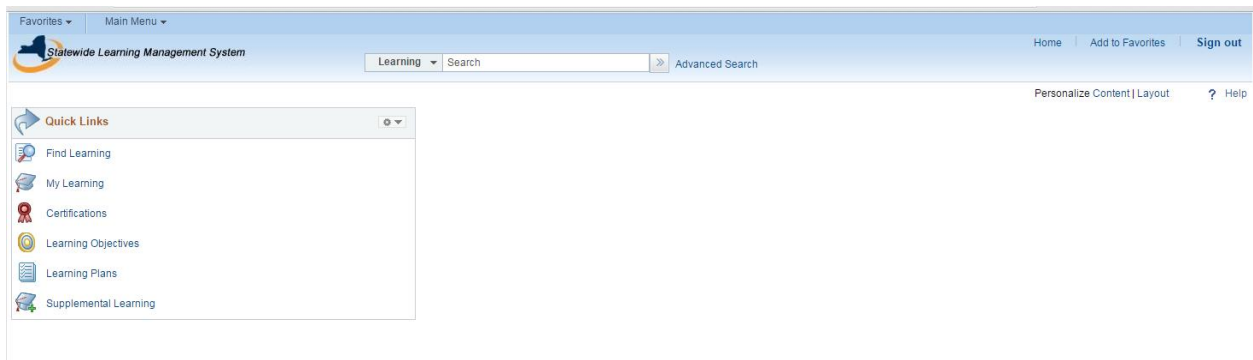 Favorites Main Menu
Statewide Learning Management System
Home Add to Favorites Sign out
Learning Search Advanced Search
Personalize Content | Layout ? Help
Quick Links
Find Learning
My Learning
Certifications
Learning Objectives
Learning Plans
Supplemental Learning